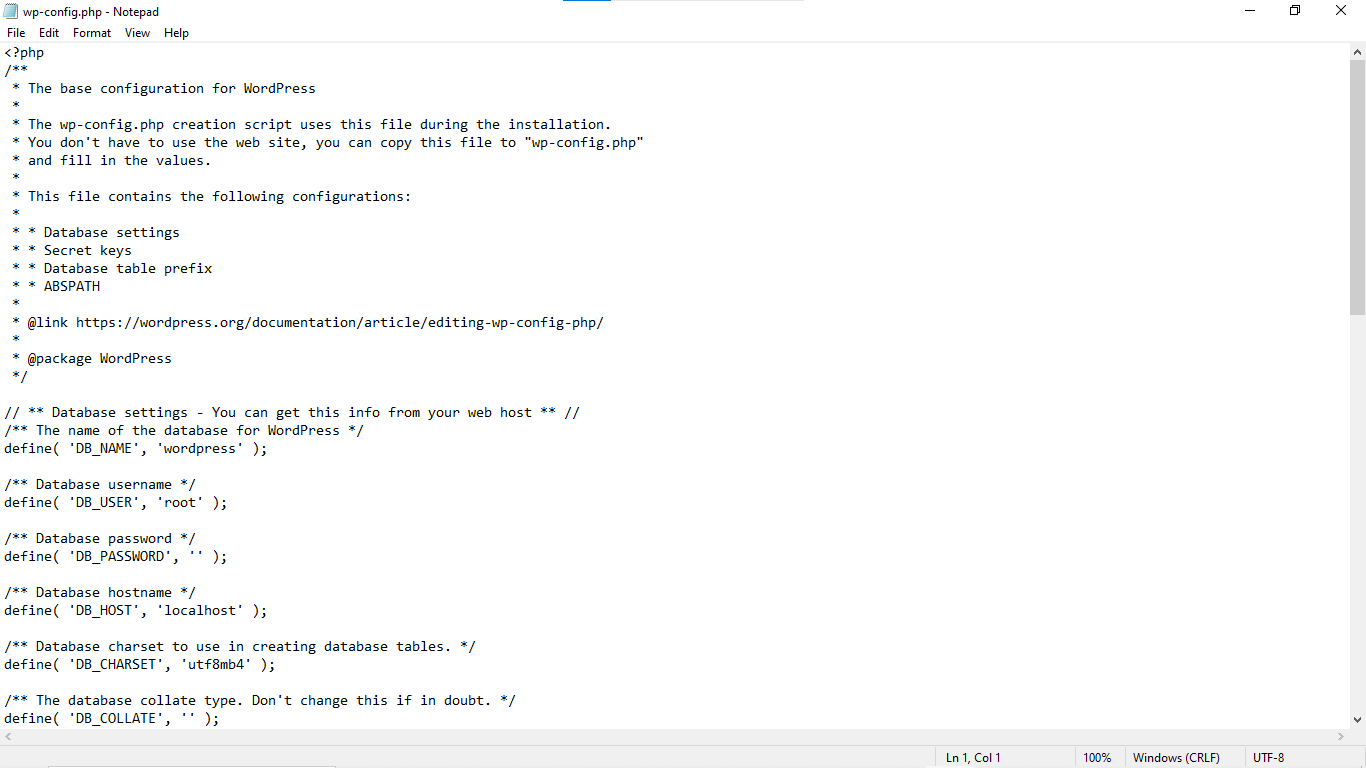 wp-config.php - Notepad
File Edit Format View Help
<?php
/**
 * The base configuration for WordPress
 *
 * The wp-config.php creation script uses this file during the installation.
 * You don't have to use the web site, you can copy this file to "wp-config.php"
 * and fill in the values.
 *
 * This file contains the following configurations:
 *
 * * Database settings
 * * Secret keys
 * * Database table prefix
 * * ABSPATH
 *
 * @link https://wordpress.org/documentation/article/editing-wp-config-php/
 *
 * @package WordPress
 */

// ** Database settings - You can get this info from your web host ** //
/** The name of the database for WordPress */
define( 'DB_NAME', 'wordpress' );

/** Database username */
define( 'DB_USER', 'root' );

/** Database password */
define( 'DB_PASSWORD', '' );

/** Database hostname */
define( 'DB_HOST', 'localhost' );

/** Database charset to use in creating database tables. */
define( 'DB_CHARSET', 'utf8mb4' );

/** The database collate type. Don't change this if in doubt. */
define( 'DB_COLLATE', '' );
Ln 1, Col 1 100% Windows (CRLF) UTF-8